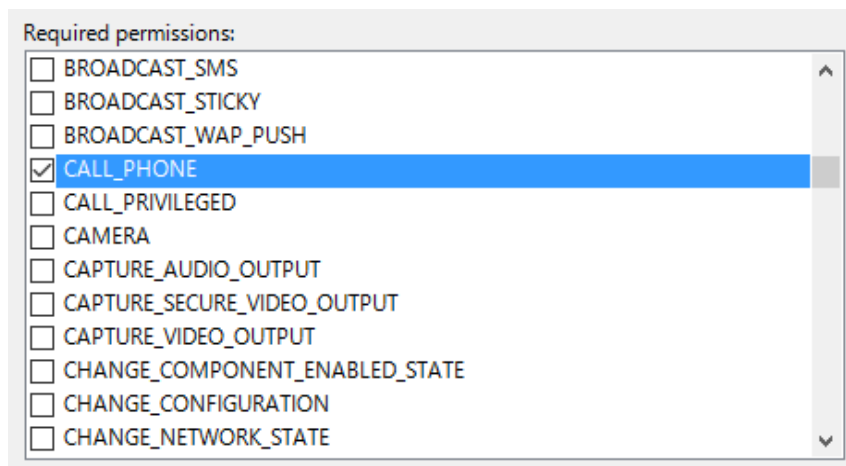 Required permissions:
BROADCAST_SMS
BROADCAST_STICKY
BROADCAST_WAP_PUSH
CALL_PHONE
CALL_PRIVILEGED
CAMERA
CAPTURE_AUDIO_OUTPUT
CAPTURE_SECURE_VIDEO_OUTPUT
CAPTURE_VIDEO_OUTPUT
CHANGE_COMPONENT_ENABLED_STATE
CHANGE_CONFIGURATION
CHANGE_NETWORK_STATE